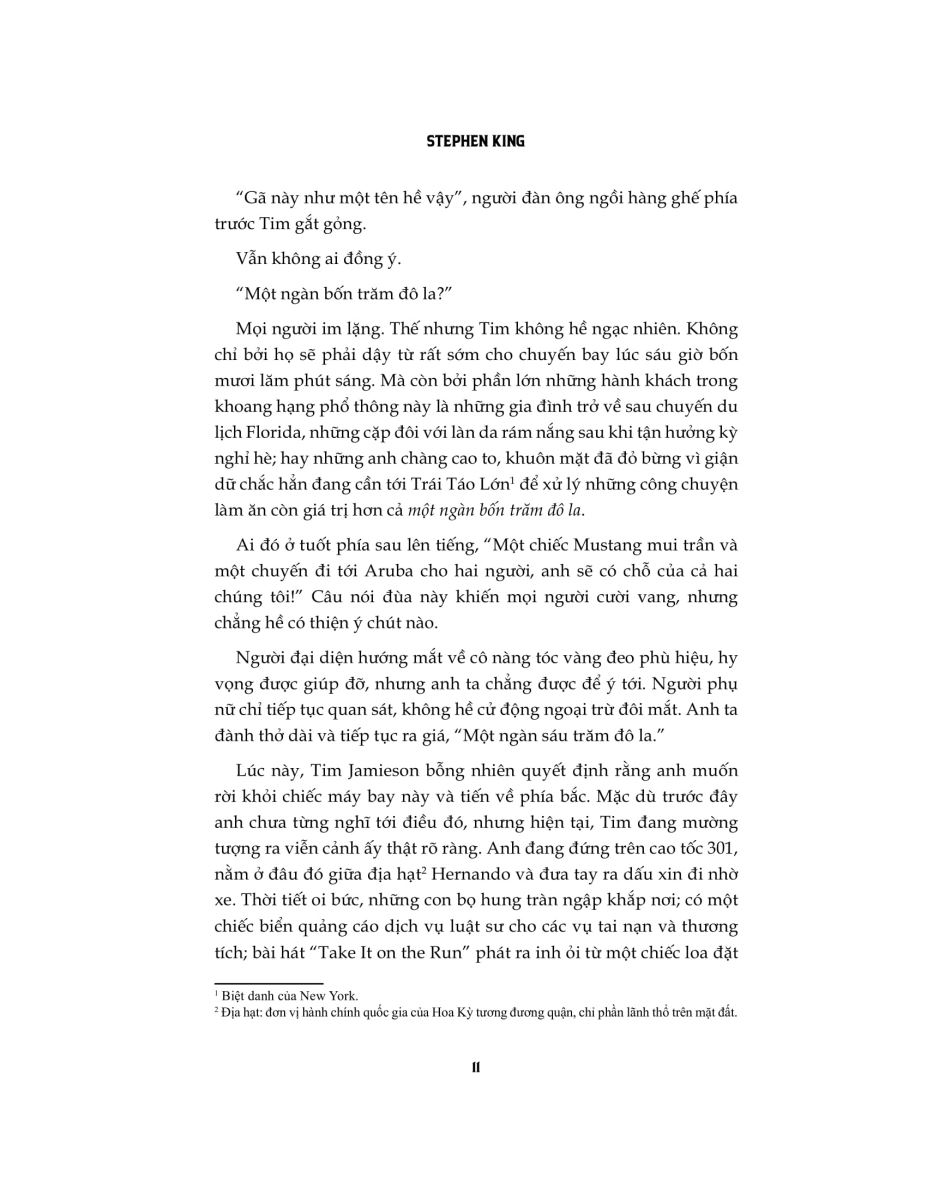 STEPHEN KING
“Gã này như một tên hề vậy”, người đàn ông ngồi hàng ghế phía
trước Tim gắt gỏng.
Vẫn không ai đồng ý.
“Một ngàn bốn trăm đô la?”
Mọi người im lặng. Thế nhưng Tim không hề ngạc nhiên. Không
chỉ bởi họ sẽ phải dậy từ rất sớm cho chuyến bay lúc sáu giờ bốn
mươi lăm phút sáng. Mà còn bởi phần lớn những hành khách trong
khoang hạng phổ thông này là những gia đình trở về sau chuyến du
lịch Florida, những cặp đôi với làn da rám nắng sau khi tận hưởng kỳ
nghỉ hè; hay những anh chàng cao to, khuôn mặt đã đỏ bừng vì giận
dữ chắc hẳn đang cần tới Trái Táo Lớn¹ để xử lý những công chuyện
làm ăn còn giá trị hơn cả một ngàn bốn trăm đô la.
Ai đó ở tuốt phía sau lên tiếng, “Một chiếc Mustang mui trần và
một chuyến đi tới Aruba cho hai người, anh sẽ có chỗ của cả hai
chúng tôi!” Câu nói đùa này khiến mọi người cười vang, nhưng
chẳng hề có thiện ý chút nào.
Người đại diện hướng mắt về cô nàng tóc vàng đeo phù hiệu, hy
vọng được giúp đỡ, nhưng anh ta chẳng được để ý tới. Người phụ
nữ chỉ tiếp tục quan sát, không hề cử động ngoại trừ đôi mắt. Anh ta
đành thở dài và tiếp tục ra giá, “Một ngàn sáu trăm đô la.”
Lúc này, Tim Jamieson bỗng nhiên quyết định rằng anh muốn
rời khỏi chiếc máy bay này và tiến về phía bắc. Mặc dù trước đây
anh chưa từng nghĩ tới điều đó, nhưng hiện tại, Tim đang mường
tượng ra viễn cảnh ấy thật rõ ràng. Anh đang đứng trên cao tốc 301,
nằm ở đâu đó giữa địa hạt² Hernando và đưa tay ra dấu xin đi nhờ
xe. Thời tiết oi bức, những con bọ hung tràn ngập khắp nơi; có một
chiếc biển quảng cáo dịch vụ luật sư cho các vụ tai nạn và thương
tích; bài hát “Take It on the Run” phát ra inh ỏi từ một chiếc loa đặt
¹ Biệt danh của New York.
² Địa hạt: đơn vị hành chính quốc gia của Hoa Kỳ tương đương quận, chỉ phần lãnh thổ trên mặt đất.
11